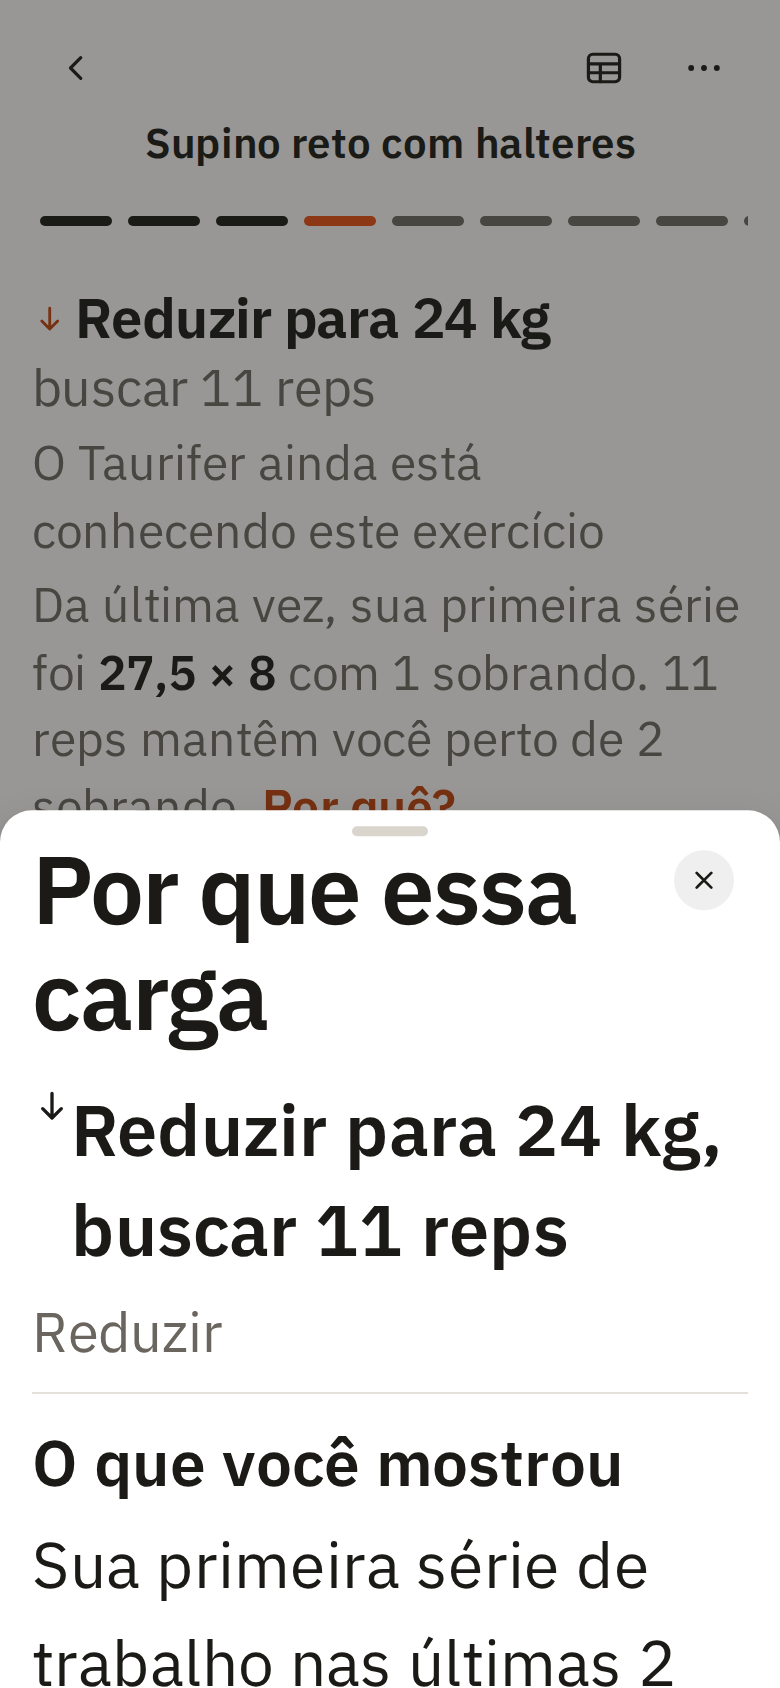 Supino reto com halteres
Reduzir para 24 kg
buscar 11 reps
O Taurifer ainda está
conhecendo este exercício
Da última vez, sua primeira série
foi 27,5 × 8 com 1 sobrando. 11
reps mantêm você perto de 2
sobrando. Por quê?
Por que essa
carga
Reduzir para 24 kg,
buscar 11 reps
Reduzir
O que você mostrou
Sua primeira série de
trabalho nas últimas 2